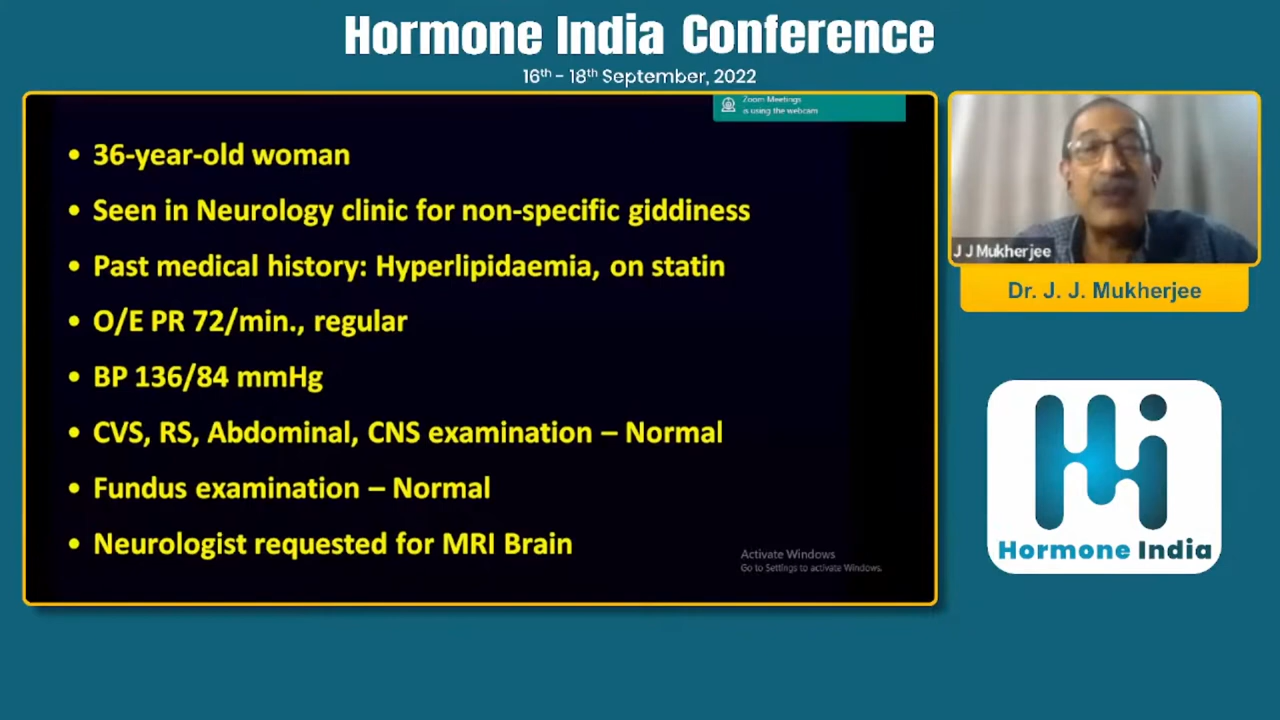 Hormone India Conference
16th - 18th September, 2022
Zoom Meetings
is using the webcam
• 36-year-old woman
• Seen in Neurology clinic for non-specific giddiness
• Past medical history: Hyperlipidaemia, on statin
• O/E PR 72/min., regular
• BP 136/84 mmHg
• CVS, RS, Abdominal, CNS examination – Normal
• Fundus examination – Normal
• Neurologist requested for MRI Brain
Activate Windows
Go to Settings to activate Windows.
J J Mukherjee
Dr. J. J. Mukherjee
Hi
Hormone India